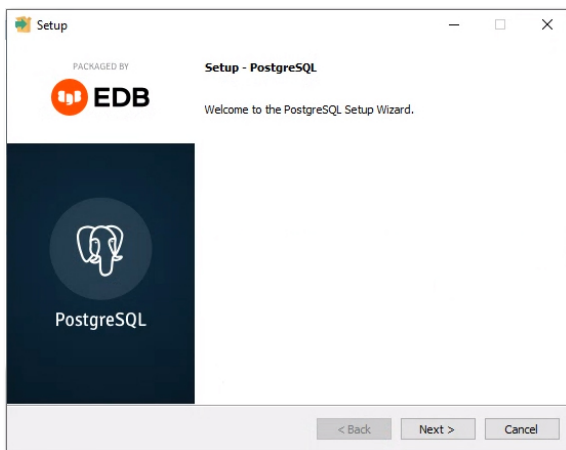 Setup
PACKAGED BY
EDB
Setup - PostgreSQL
Welcome to the PostgreSQL Setup Wizard.
PostgreSQL
< Back
Next >
Cancel